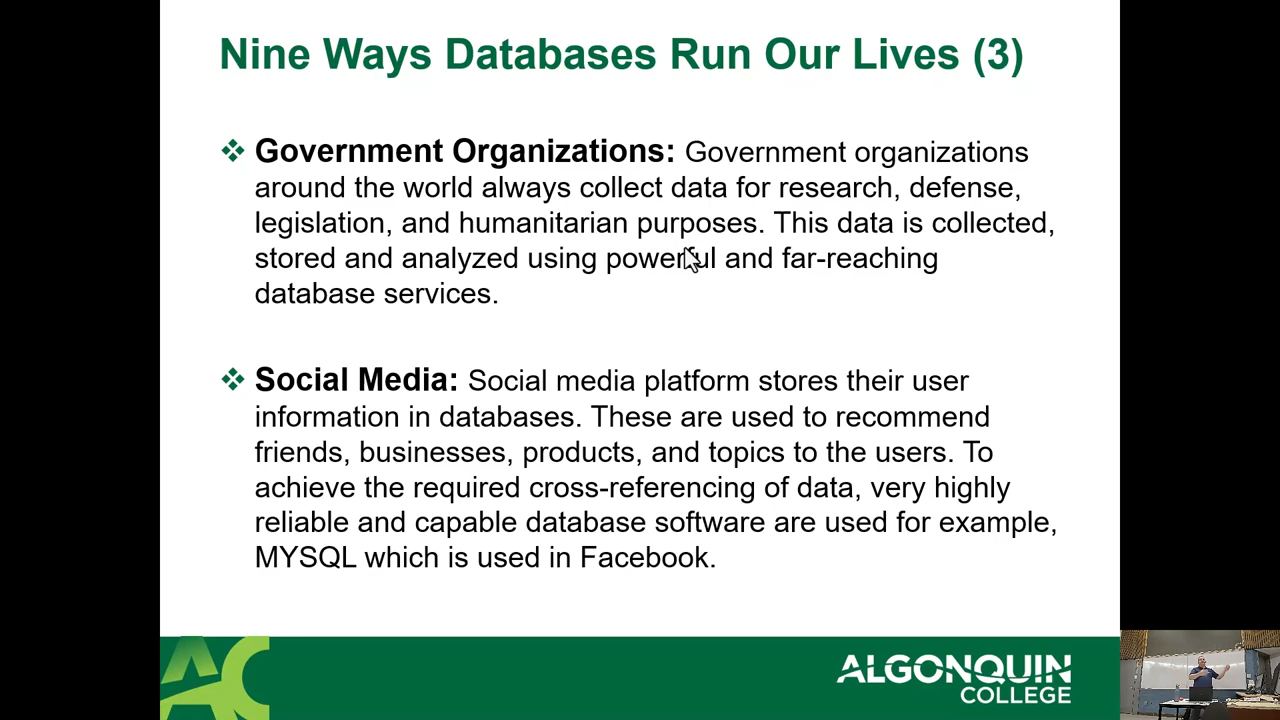 Nine Ways Databases Run Our Lives (3)
❖ Government Organizations: Government organizations
around the world always collect data for research, defense,
legislation, and humanitarian purposes. This data is collected,
stored and analyzed using powerful and far-reaching
database services.
❖ Social Media: Social media platform stores their user
information in databases. These are used to recommend
friends, businesses, products, and topics to the users. To
achieve the required cross-referencing of data, very highly
reliable and capable database software are used for example,
MYSQL which is used in Facebook.
AC
ALGONQUIN
COLLEGE